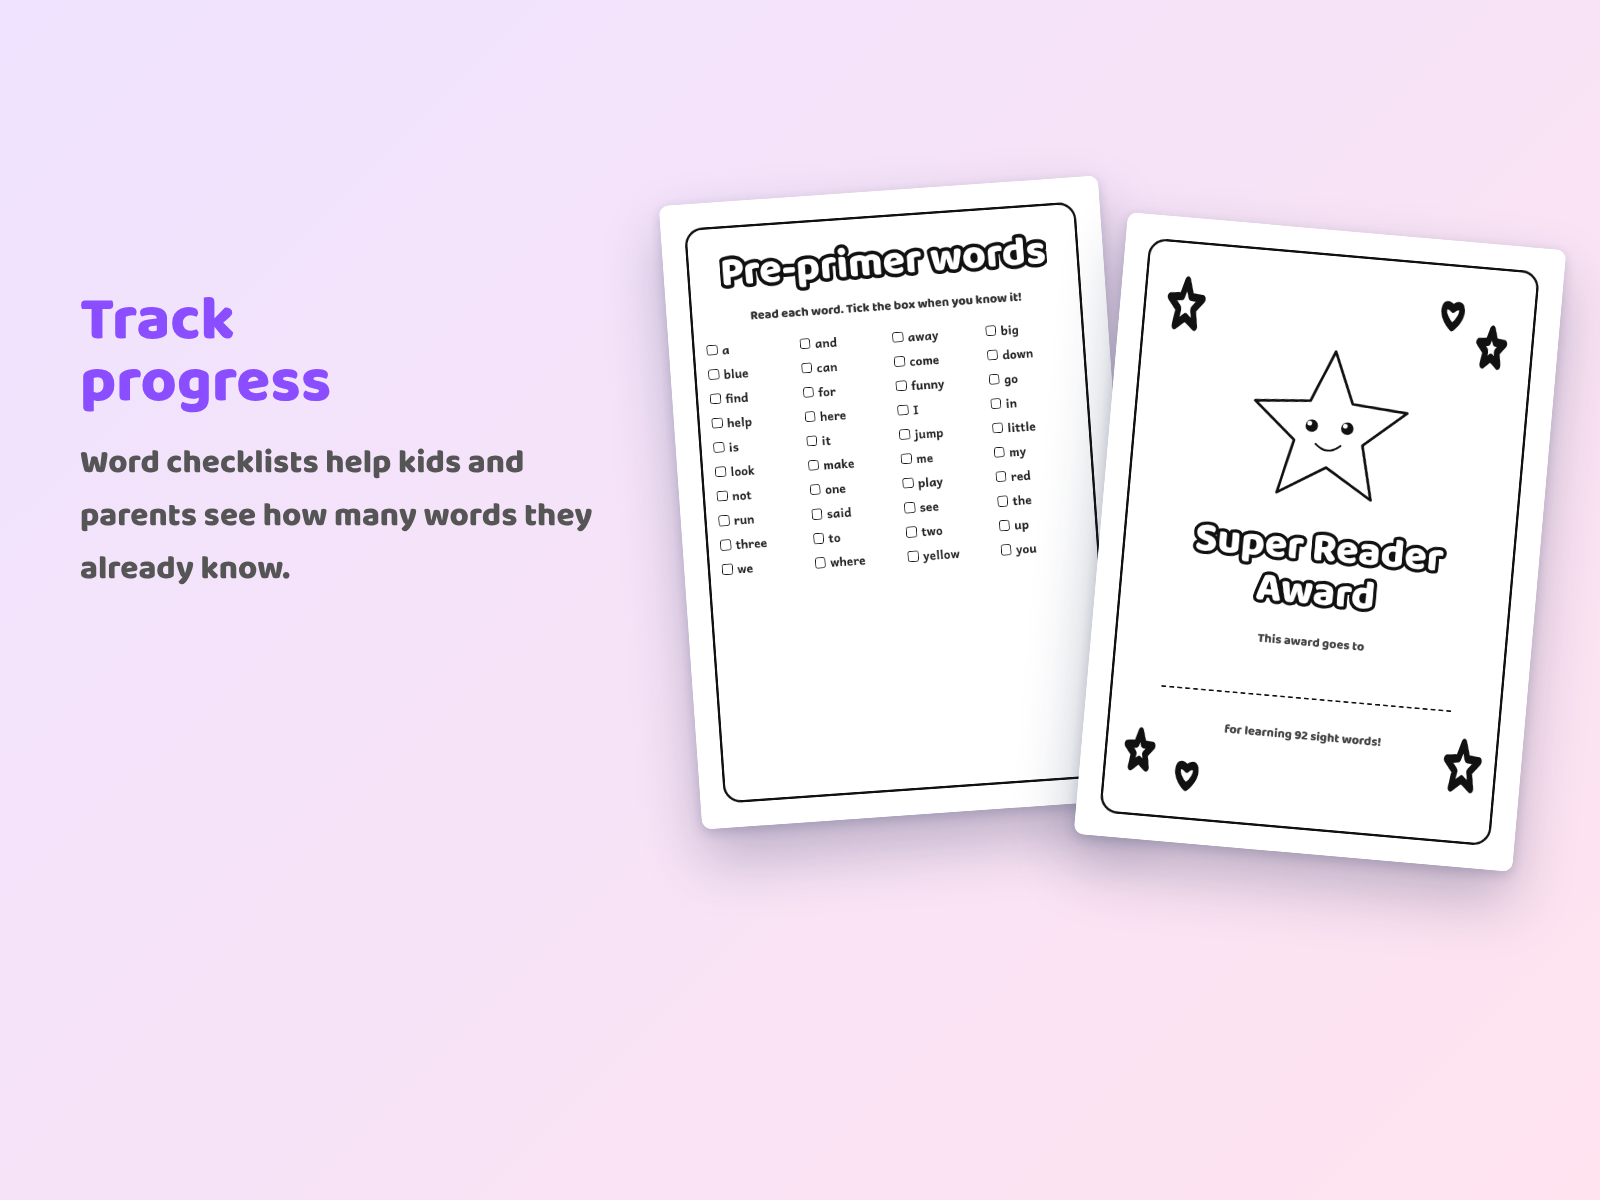 Track
progress
Word checklists help kids and
parents see how many words they
already know.
Pre-primer words
Read each word. Tick the box when you know it!
a and away big
blue can come down
find for funny go
help here I in
is it jump little
look make me my
not one play red
run said see the
three to two up
we where yellow you
Super Reader
Award
This award goes to
for learning 92 sight words!